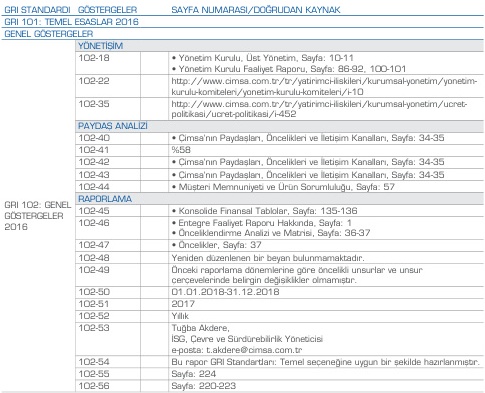 GRI STANDARDI GÖSTERGELER SAYFA NUMARASI/DOĞRUDAN KAYNAK
GRI 101: TEMEL ESASLAR 2016
GENEL GÖSTERGELER
YÖNETİŞİM
102-18 • Yönetim Kurulu, Üst Yönetim, Sayfa: 10-11
• Yönetim Kurulu Faaliyet Raporu, Sayfa: 86-92, 100-101
102-22 http://www.cimsa.com.tr/tr/yatirimci-iliskileri/kurumsal-yonetim/yonetim-
kurulu-komiteleri/yonetim-kurulu-komiteleri/i-10
102-35 http://www.cimsa.com.tr/tr/yatirimci-iliskileri/kurumsal-yonetim/ucret-
politikasi/ucret-politikasi/i-452
PAYDAŞ ANALİZİ
102-40 • Çimsa'nın Paydaşları, Öncelikleri ve İletişim Kanalları, Sayfa: 34-35
102-41 %58
102-42 • Çimsa'nın Paydaşları, Öncelikleri ve İletişim Kanalları, Sayfa: 34-35
102-43 • Çimsa'nın Paydaşları, Öncelikleri ve İletişim Kanalları, Sayfa: 34-35
102-44 • Müşteri Memnuniyeti ve Ürün Sorumluluğu, Sayfa: 57
GRI 102: GENEL
GÖSTERGELER
2016
RAPORLAMA
102-45 • Konsolide Finansal Tablolar, Sayfa: 135-136
102-46 • Entegre Faaliyet Raporu Hakkında, Sayfa: 1
• Önceliklendirme Analizi ve Matrisi, Sayfa: 36-37
102-47 • Öncelikler, Sayfa: 37
102-48 Yeniden düzenlenen bir beyan bulunmamaktadır.
102-49 Önceki raporlama dönemlerine göre öncelikli unsurlar ve unsur
çerçevelerinde belirgin değişiklikler olmamıştır.
102-50 01.01.2018-31.12.2018
102-51 2017
102-52 Yıllık
102-53 Tuğba Akdere,
İSG, Çevre ve Sürdürebilirlik Yöneticisi
e-posta: t.akdere@cimsa.com.tr
102-54 Bu rapor GRI Standartları: Temel seçeneğine uygun bir şekilde hazırlanmıştır.
102-55 Sayfa: 224
102-56 Sayfa: 220-223